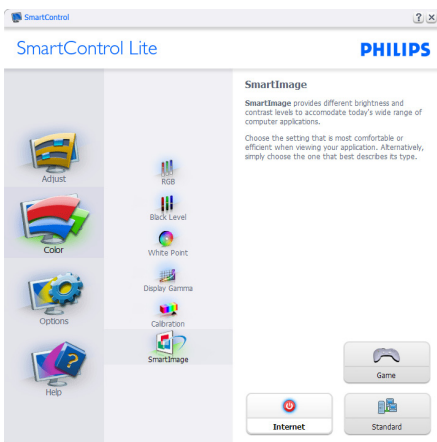 SmartControl
SmartControl Lite
PHILIPS
Adjust
Color
Options
Help
RGB
Black Level
White Point
Display Gamma
Calibration
SmartImage
SmartImage
SmartImage provides different brightness and
contrast levels to accomodate today's wide range of
computer applications.
Choose the setting that is most comfortable or
efficient when viewing your application. Alternatively,
simply choose the one that best describes its type.
Game
Internet
Standard